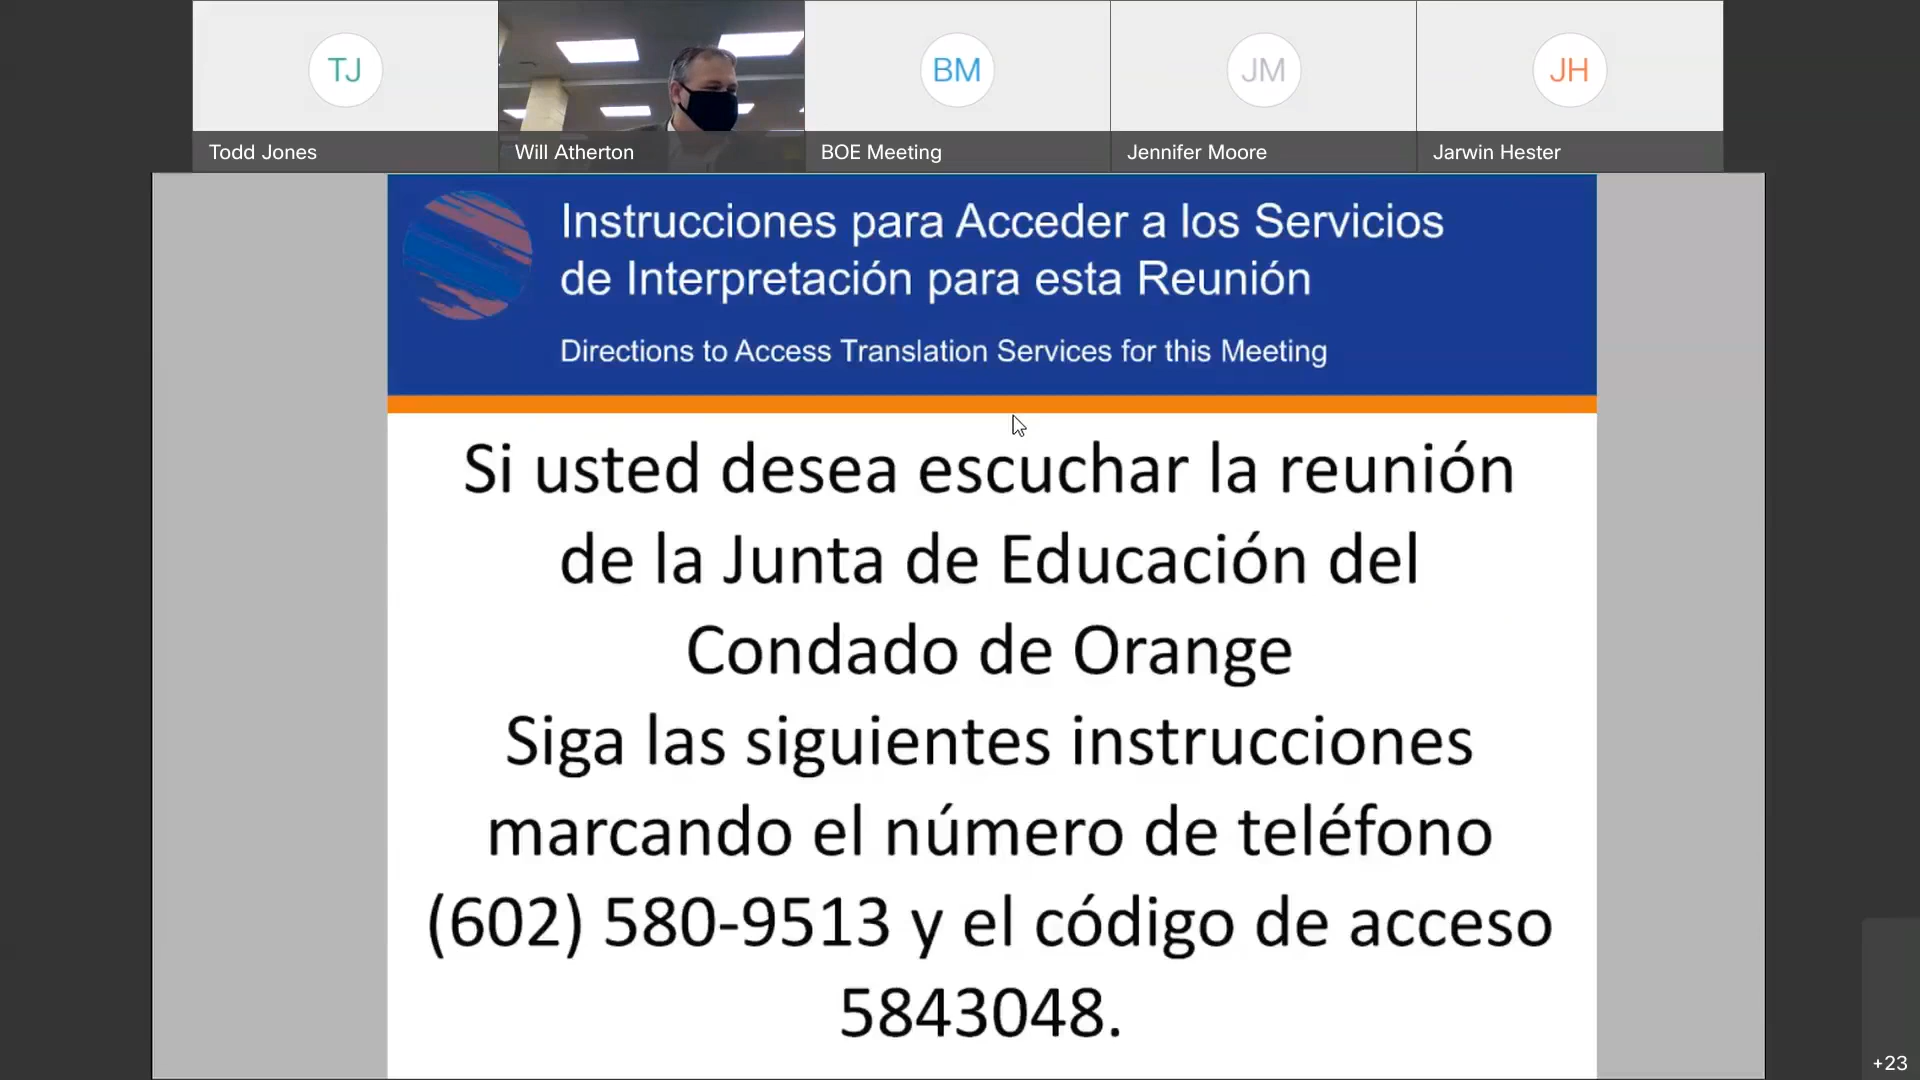 TJ
BM
JM
JH
Todd Jones
Will Atherton
BOE Meeting
Jennifer Moore
Jarwin Hester
Instrucciones para Acceder a los Servicios
de Interpretación para esta Reunión
Directions to Access Translation Services for this Meeting
Si usted desea escuchar la reunión
de la Junta de Educación del
Condado de Orange
Siga las siguientes instrucciones
marcando el número de teléfono
(602) 580-9513 y el código de acceso
5843048.
+23